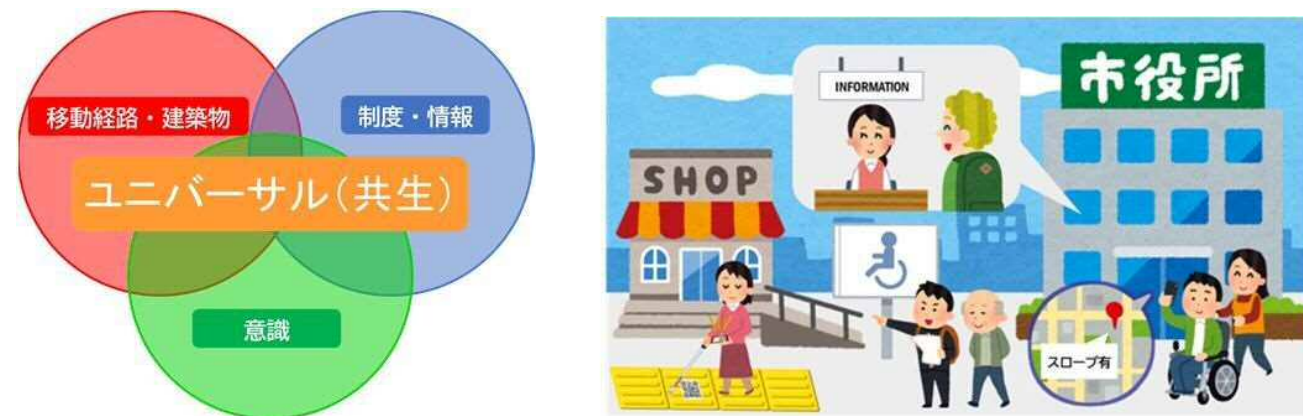 移動経路・建築物
制度・情報
ユニバーサル(共生)
意識
INFORMATION
市役所
SHOP
スロープ有